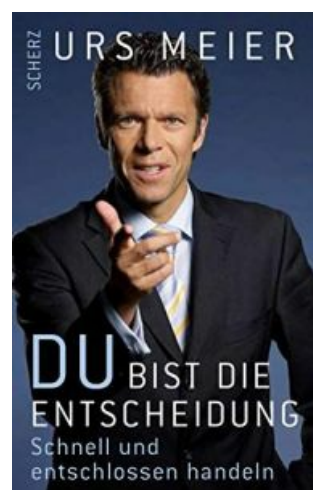 SCHERZ
URS MEIER
DU BIST DIE
ENTSCHEIDUNG
Schnell und
entschlossen handeln